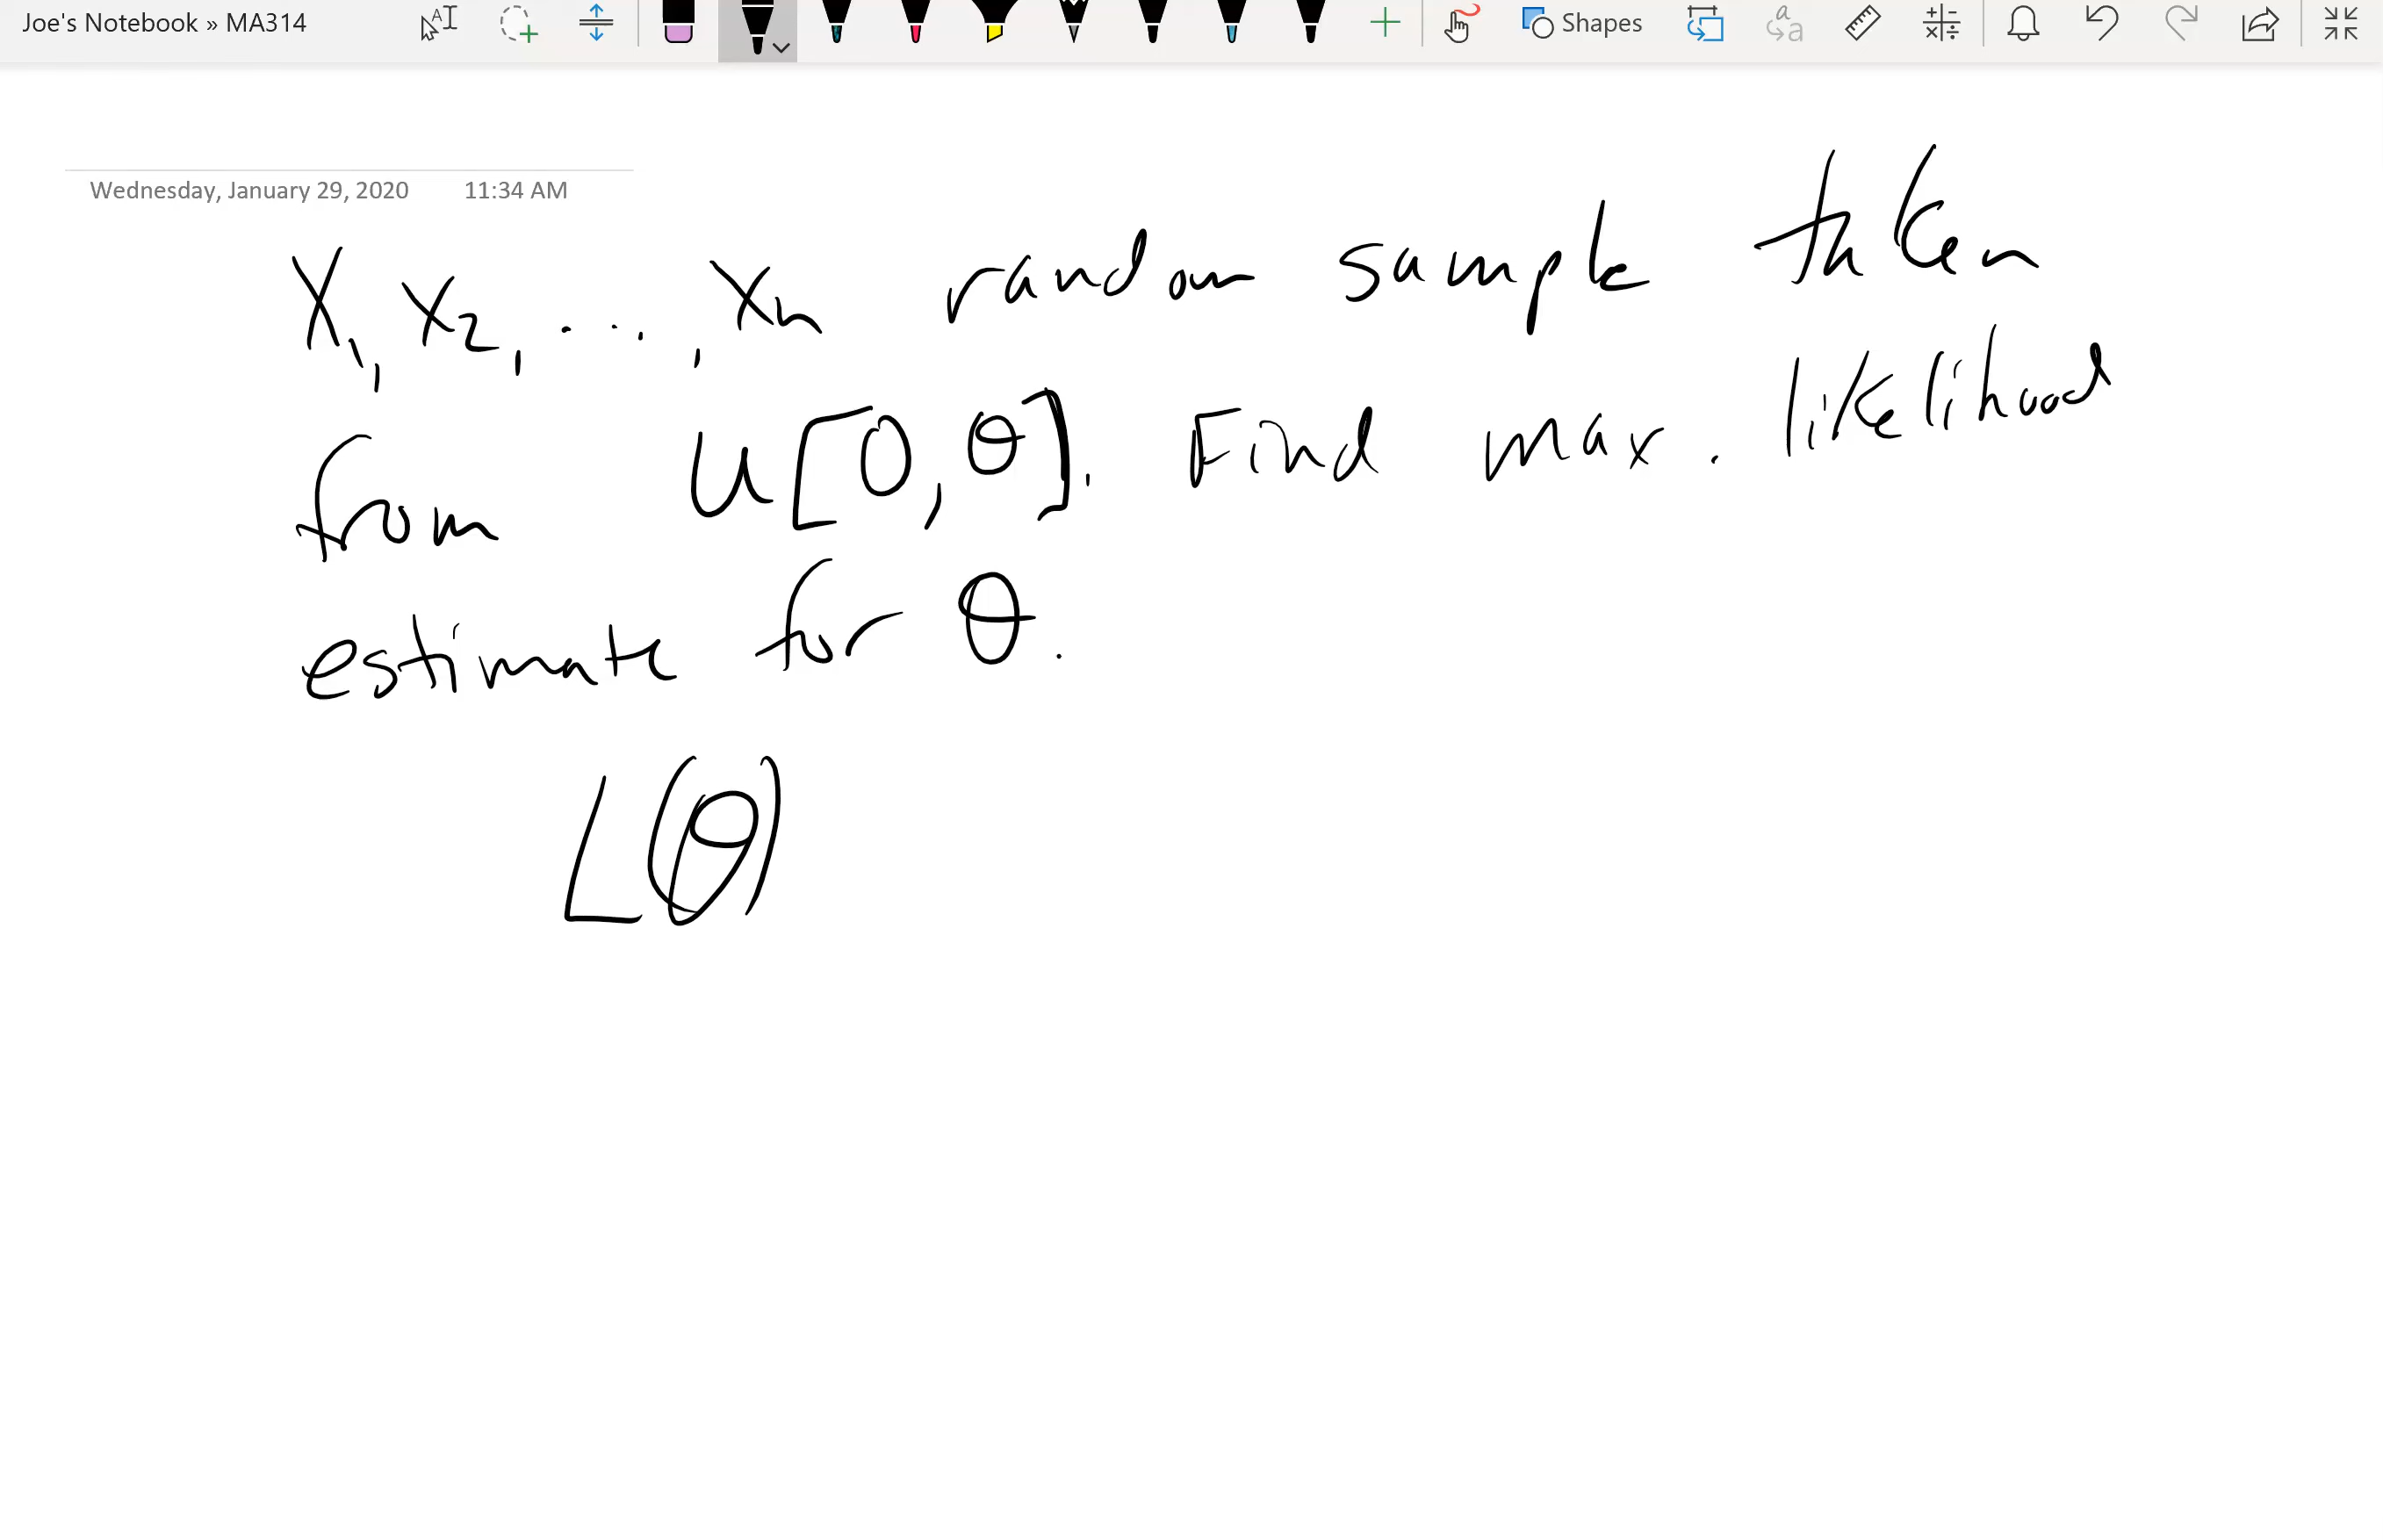 Joe's Notebook » MA314
Shapes
Wednesday, January 29, 2020 11:34 AM
X₁, X₂, ..., Xn random sample taken
from U[0,θ]. Find max. likelihood
estimate for θ.
L(θ)